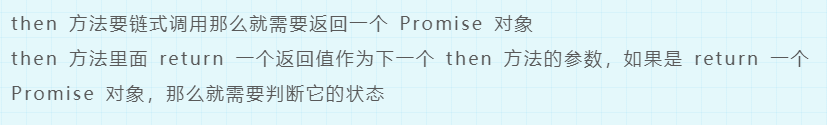 then 方法要链式调用那么就需要返回一个 Promise 对象
then 方法里面 return 一个返回值作为下一个 then 方法的参数，如果是 return 一个
Promise 对象，那么就需要判断它的状态